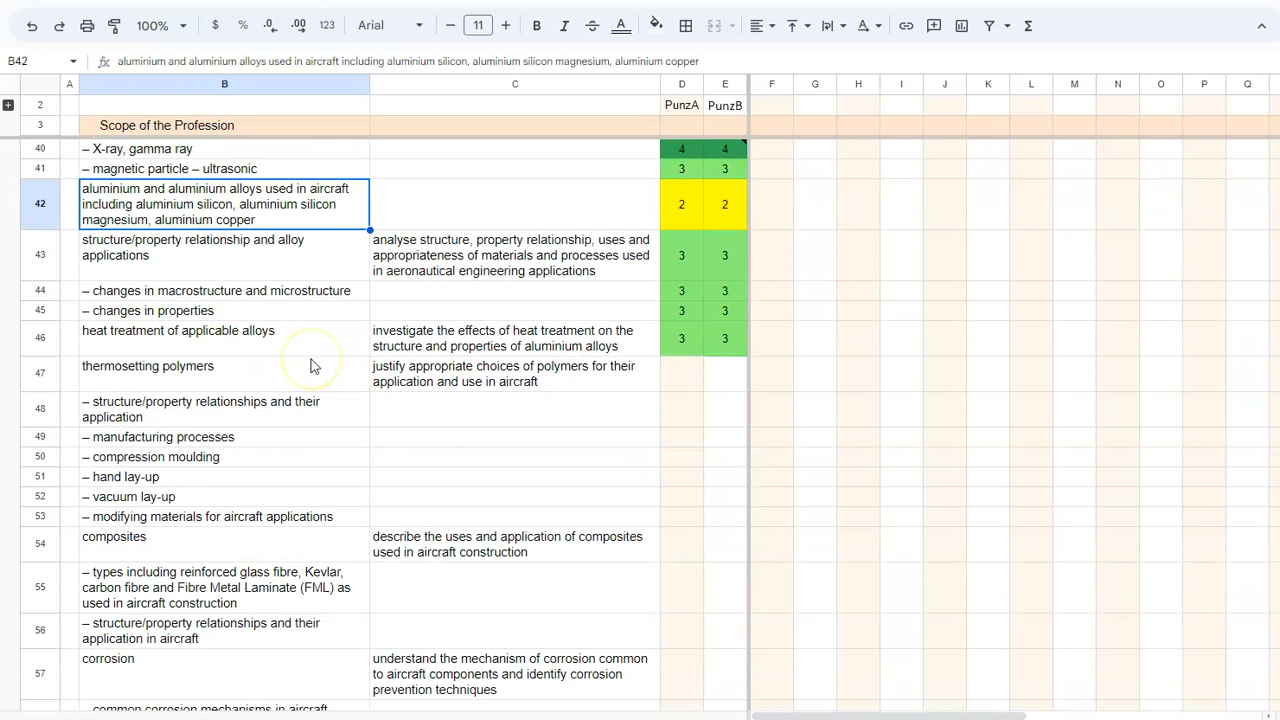 100% $ % .0 .00 123 Arial 11 B I A Σ
B42 fx aluminium and aluminium alloys used in aircraft including aluminium silicon, aluminium silicon magnesium, aluminium copper
A B C D E F G H I J K L M N O P Q
2 PunzA PunzB
3 Scope of the Profession
40 – X-ray, gamma ray 4 4
41 – magnetic particle – ultrasonic 3 3
aluminium and aluminium alloys used in aircraft
42 including aluminium silicon, aluminium silicon 2 2
magnesium, aluminium copper
structure/property relationship and alloy analyse structure, property relationship, uses and
43 applications appropriateness of materials and processes used 3 3
in aeronautical engineering applications
44 – changes in macrostructure and microstructure 3 3
45 – changes in properties 3 3
heat treatment of applicable alloys investigate the effects of heat treatment on the
46 structure and properties of aluminium alloys 3 3
thermosetting polymers justify appropriate choices of polymers for their
47 application and use in aircraft
– structure/property relationships and their
48 application
49 – manufacturing processes
50 – compression moulding
51 – hand lay-up
52 – vacuum lay-up
53 – modifying materials for aircraft applications
composites describe the uses and application of composites
54 used in aircraft construction
– types including reinforced glass fibre, Kevlar,
55 carbon fibre and Fibre Metal Laminate (FML) as
used in aircraft construction
– structure/property relationships and their
56 application in aircraft
corrosion understand the mechanism of corrosion common
57 to aircraft components and identify corrosion
prevention techniques
– common corrosion mechanisms in aircraft